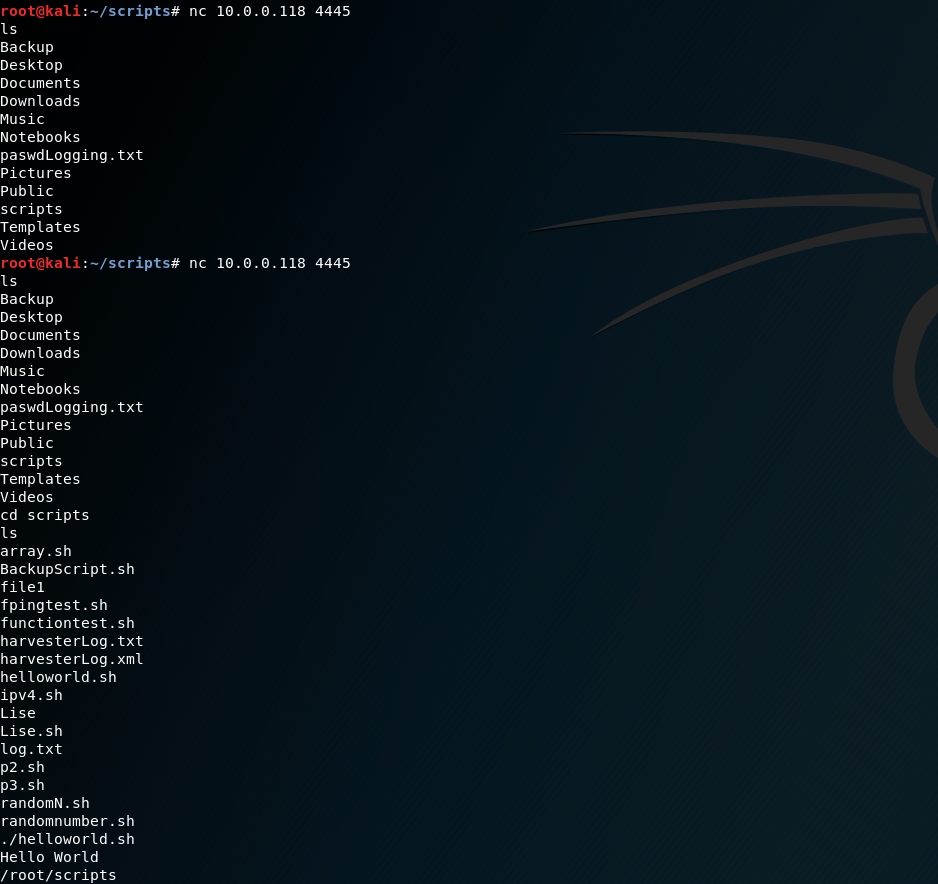 root@kali:~/scripts# nc 10.0.0.118 4445
ls
Backup
Desktop
Documents
Downloads
Music
Notebooks
paswdLogging.txt
Pictures
Public
scripts
Templates
Videos
root@kali:~/scripts# nc 10.0.0.118 4445
ls
Backup
Desktop
Documents
Downloads
Music
Notebooks
paswdLogging.txt
Pictures
Public
scripts
Templates
Videos
cd scripts
ls
array.sh
BackupScript.sh
file1
fpingtest.sh
functiontest.sh
harvesterLog.txt
harvesterLog.xml
helloworld.sh
ipv4.sh
Lise
Lise.sh
log.txt
p2.sh
p3.sh
randomN.sh
randomnumber.sh
./helloworld.sh
Hello World
/root/scripts